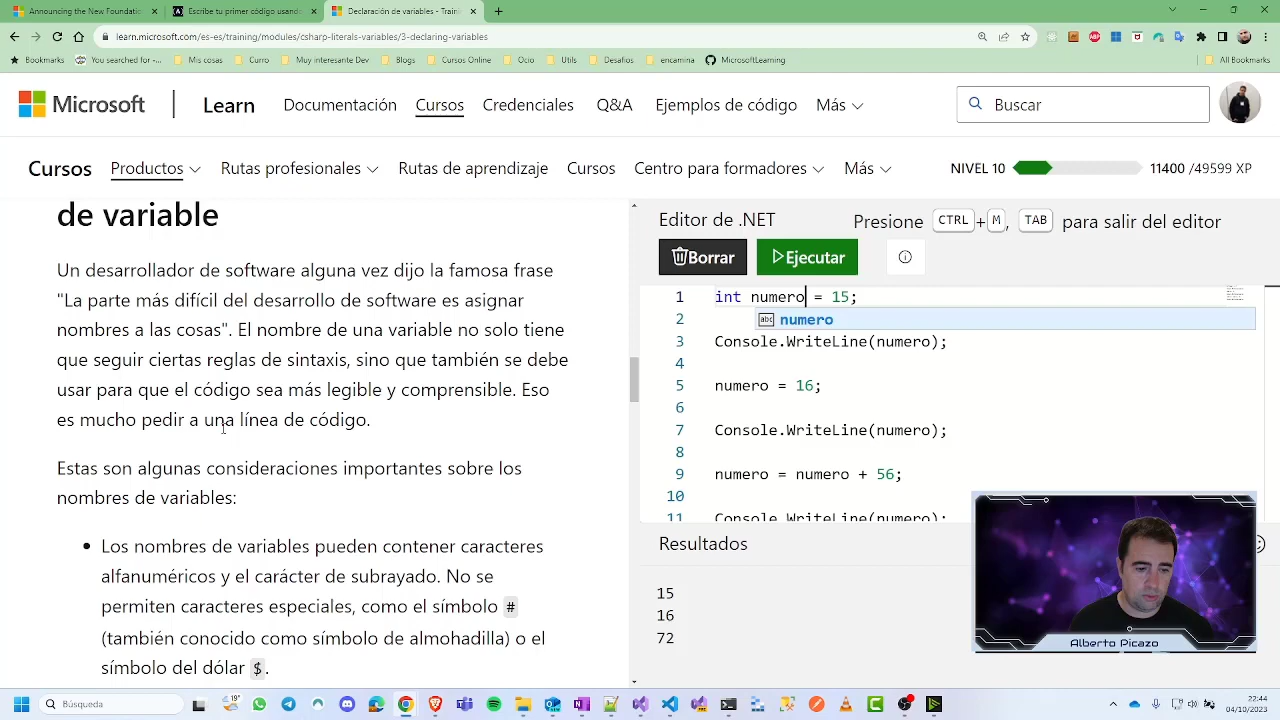 Announcing the New Foundatic
Escribe tu primer código usando
Declaración de variables - Train
learn.microsoft.com/es-es/training/modules/csharp-literals-variables/3-declaring-variables
Bookmarks You searched for -... Mis cosas Curro Muy interesante Dev Blogs Cursos Online Ocio Utils Desafios encamina MicrosoftLearning All Bookmarks
Microsoft Learn Documentación Cursos Credenciales Q&A Ejemplos de código Más Buscar
Cursos Productos Rutas profesionales Rutas de aprendizaje Cursos Centro para formadores Más NIVEL 10 11400 /49599 XP
de variable
Un desarrollador de software alguna vez dijo la famosa frase
"La parte más difícil del desarrollo de software es asignar
nombres a las cosas". El nombre de una variable no solo tiene
que seguir ciertas reglas de sintaxis, sino que también se debe
usar para que el código sea más legible y comprensible. Eso
es mucho pedir a una línea de código.
Estas son algunas consideraciones importantes sobre los
nombres de variables:
• Los nombres de variables pueden contener caracteres
alfanuméricos y el carácter de subrayado. No se
permiten caracteres especiales, como el símbolo #
(también conocido como símbolo de almohadilla) o el
símbolo del dólar $.
Editor de .NET Presione CTRL + M, TAB para salir del editor
Borrar Ejecutar
1 int numero = 15;
2 abc numero
3 Console.WriteLine(numero);
4
5 numero = 16;
6
7 Console.WriteLine(numero);
8
9 numero = numero + 56;
10
11 Console.WriteLine(numero);
Resultados
15
16
72
Alberto Picazo
Búsqueda
19°
22:44
04/10/2023